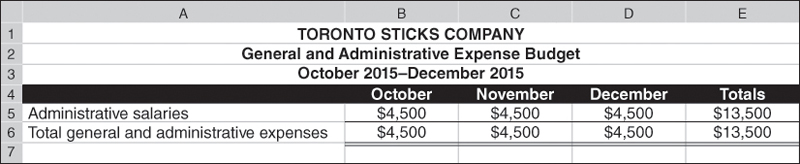 A B C D E
1 TORONTO STICKS COMPANY
2 General and Administrative Expense Budget
3 October 2015–December 2015
4 October November December Totals
5 Administrative salaries $4,500 $4,500 $4,500 $13,500
6 Total general and administrative expenses $4,500 $4,500 $4,500 $13,500
7